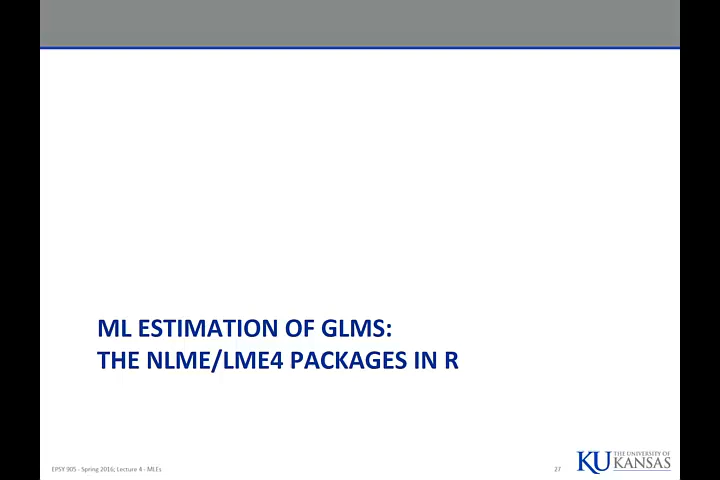 ML ESTIMATION OF GLMS:
THE NLME/LME4 PACKAGES IN R
EPSY 905 - Spring 2016; Lecture 4 - MLEs
27
KU THE UNIVERSITY OF
KANSAS